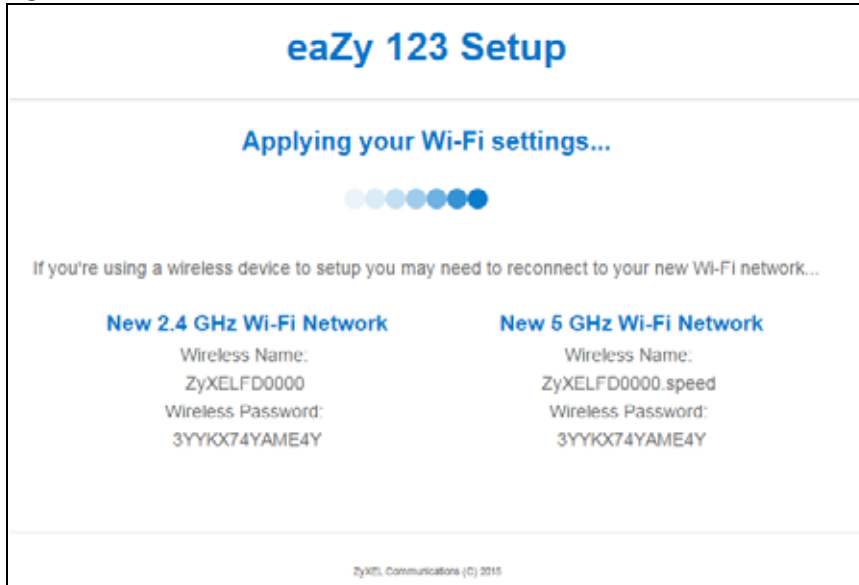 eaZy 123 Setup
Applying your Wi-Fi settings...
If you're using a wireless device to setup you may need to reconnect to your new Wi-Fi network...
New 2.4 GHz Wi-Fi Network
Wireless Name:
ZyXELFD0000
Wireless Password:
3YYKX74YAME4Y
New 5 GHz Wi-Fi Network
Wireless Name:
ZyXELFD0000.speed
Wireless Password:
3YYKX74YAME4Y
ZyXEL Communications (C) 2015